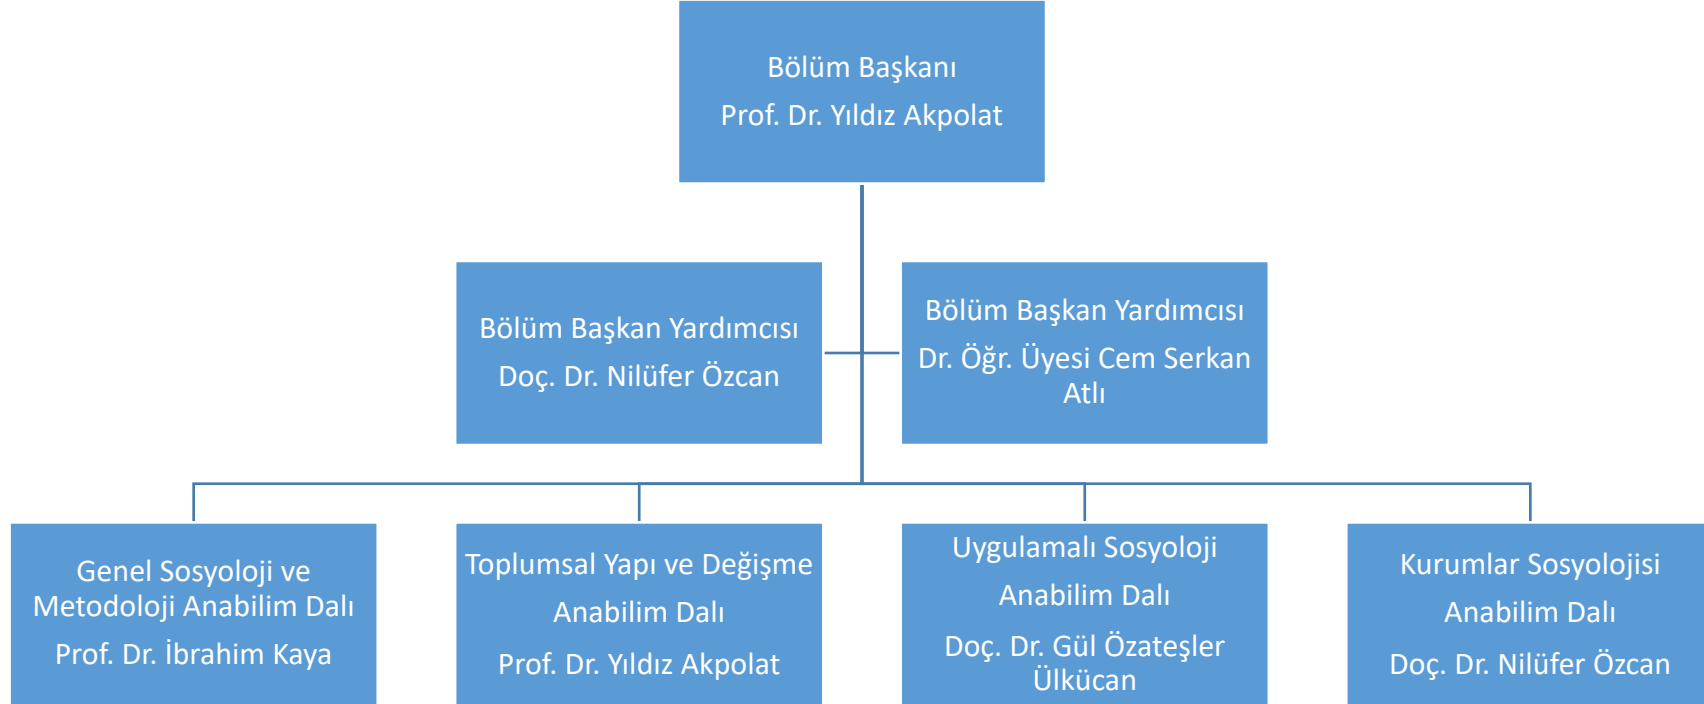 Bölüm Başkanı
Prof. Dr. Yıldız Akpolat
Bölüm Başkan Yardımcısı
Doç. Dr. Nilüfer Özcan
Bölüm Başkan Yardımcısı
Dr. Öğr. Üyesi Cem Serkan
Atlı
Genel Sosyoloji ve
Metodoloji Anabilim Dalı
Prof. Dr. İbrahim Kaya
Toplumsal Yapı ve Değişme
Anabilim Dalı
Prof. Dr. Yıldız Akpolat
Uygulamalı Sosyoloji
Anabilim Dalı
Doç. Dr. Gül Özateşler
Ülkücan
Kurumlar Sosyolojisi
Anabilim Dalı
Doç. Dr. Nilüfer Özcan